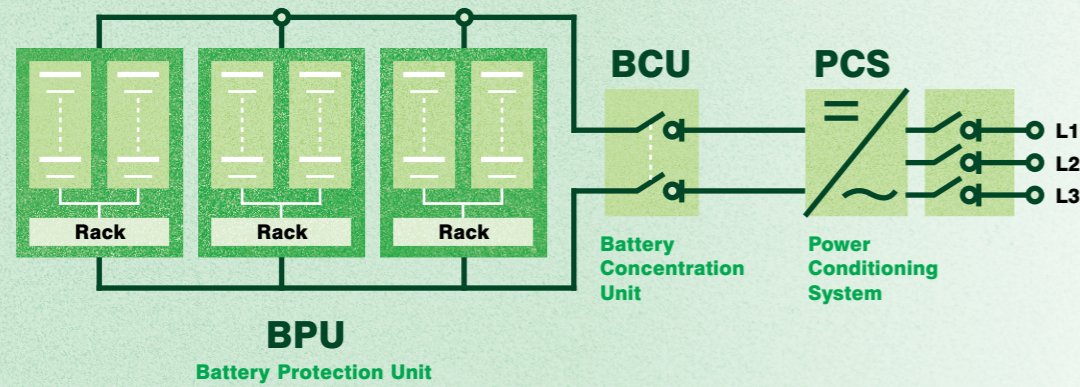 BCU
PCS
L1
L2
L3
Rack
Rack
Rack
Battery
Concentration
Unit
Power
Conditioning
System
BPU
Battery Protection Unit